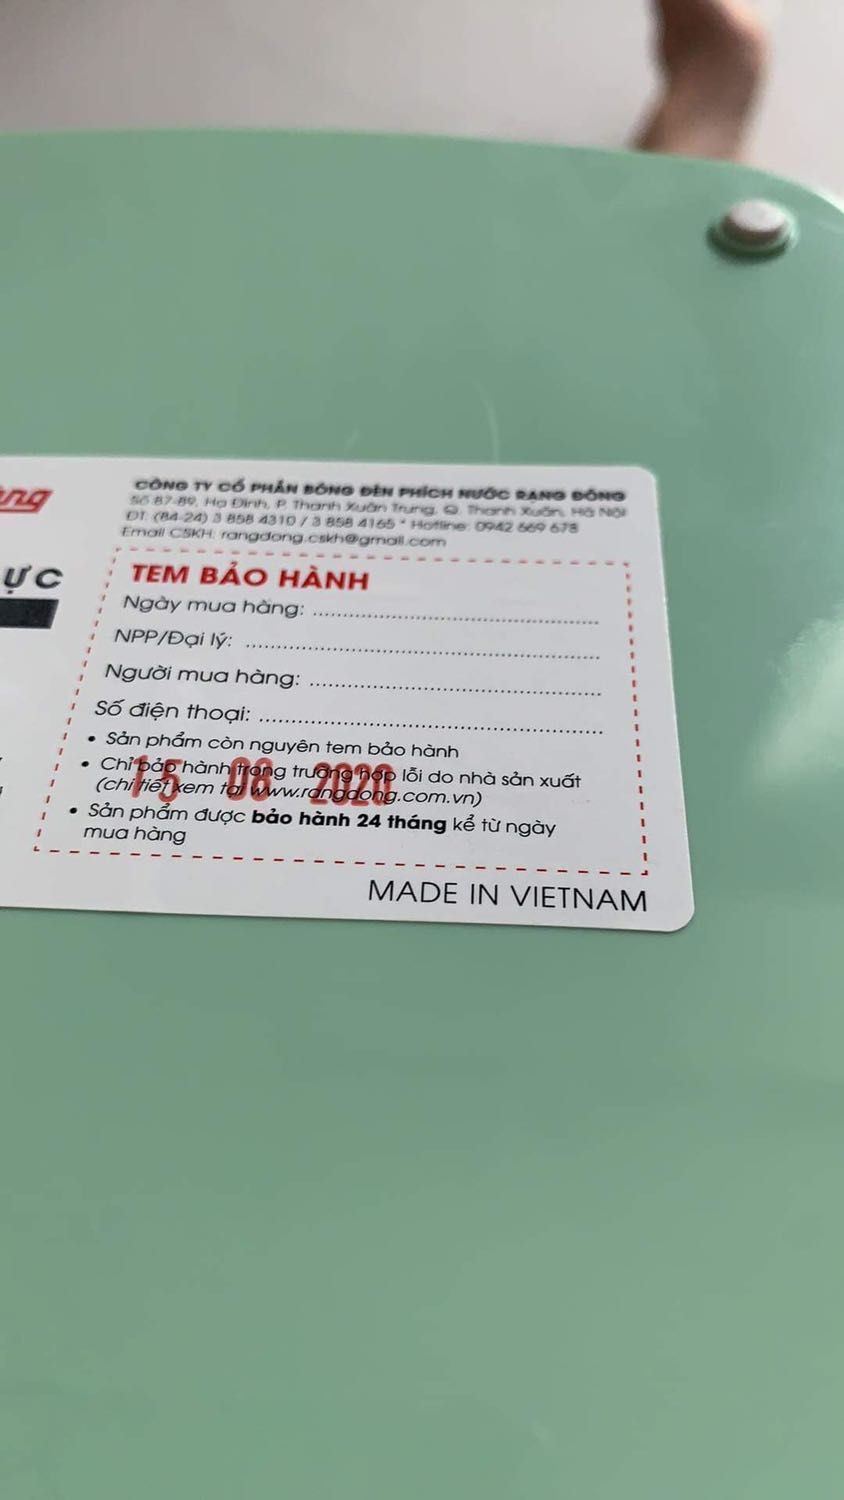 ng
ỰC
CÔNG TY CỔ PHẦN BÓNG ĐÈN PHÍCH NƯỚC RẠNG ĐÔNG
Số 87-89, Hạ Đình, P. Thanh Xuân Trung, Q. Thanh Xuân, Hà Nội
ĐT: (84-24) 3 858 4310 / 3 858 4165 * Hotline: 0942 669 678
Email CSKH: rangdong.cskh@gmail.com
TEM BẢO HÀNH
Ngày mua hàng: ..............................
NPP/Đại lý: ..............................
Người mua hàng: ..............................
Số điện thoại: ..............................
• Sản phẩm còn nguyên tem bảo hành
• Chỉ bảo hành trong trường hợp lỗi do nhà sản xuất
(chi tiết xem tại www.rangdong.com.vn)
15 08 2020
• Sản phẩm được bảo hành 24 tháng kể từ ngày
mua hàng
MADE IN VIETNAM